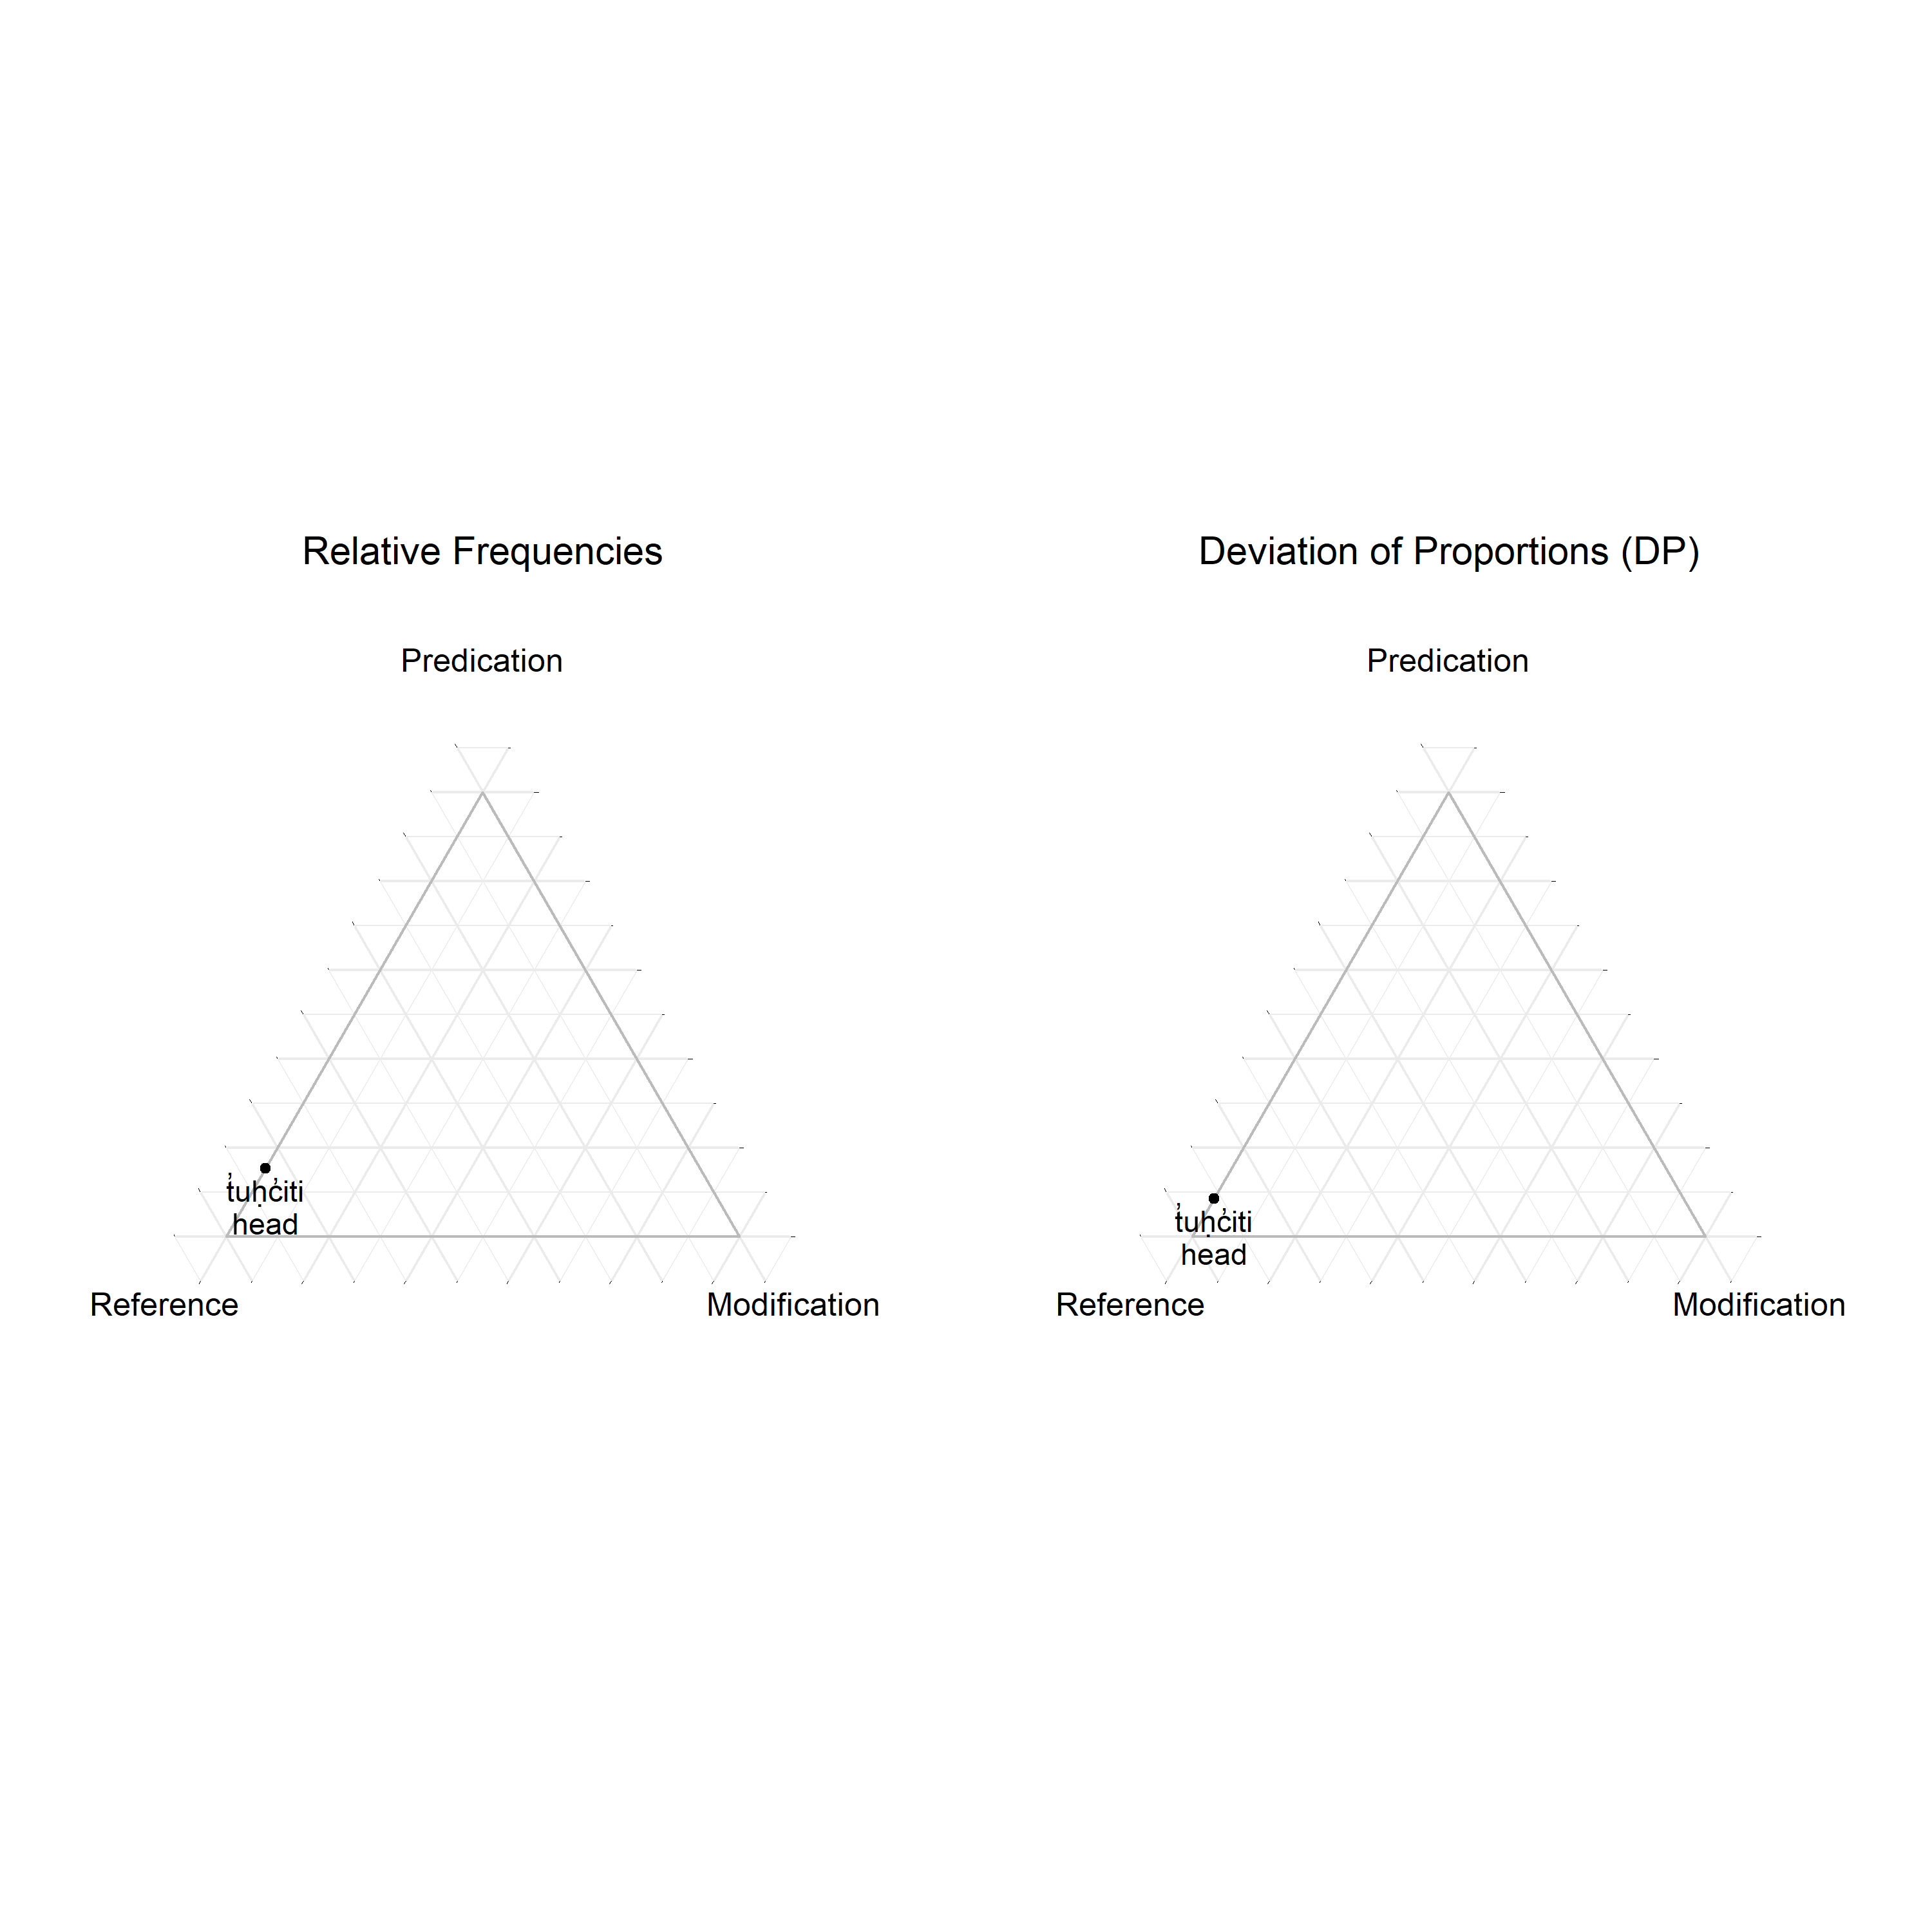 Relative Frequencies
Predication
t̓uḥc̓iti
head
Reference
Modification
Deviation of Proportions (DP)
Predication
t̓uḥc̓iti
head
Reference
Modification